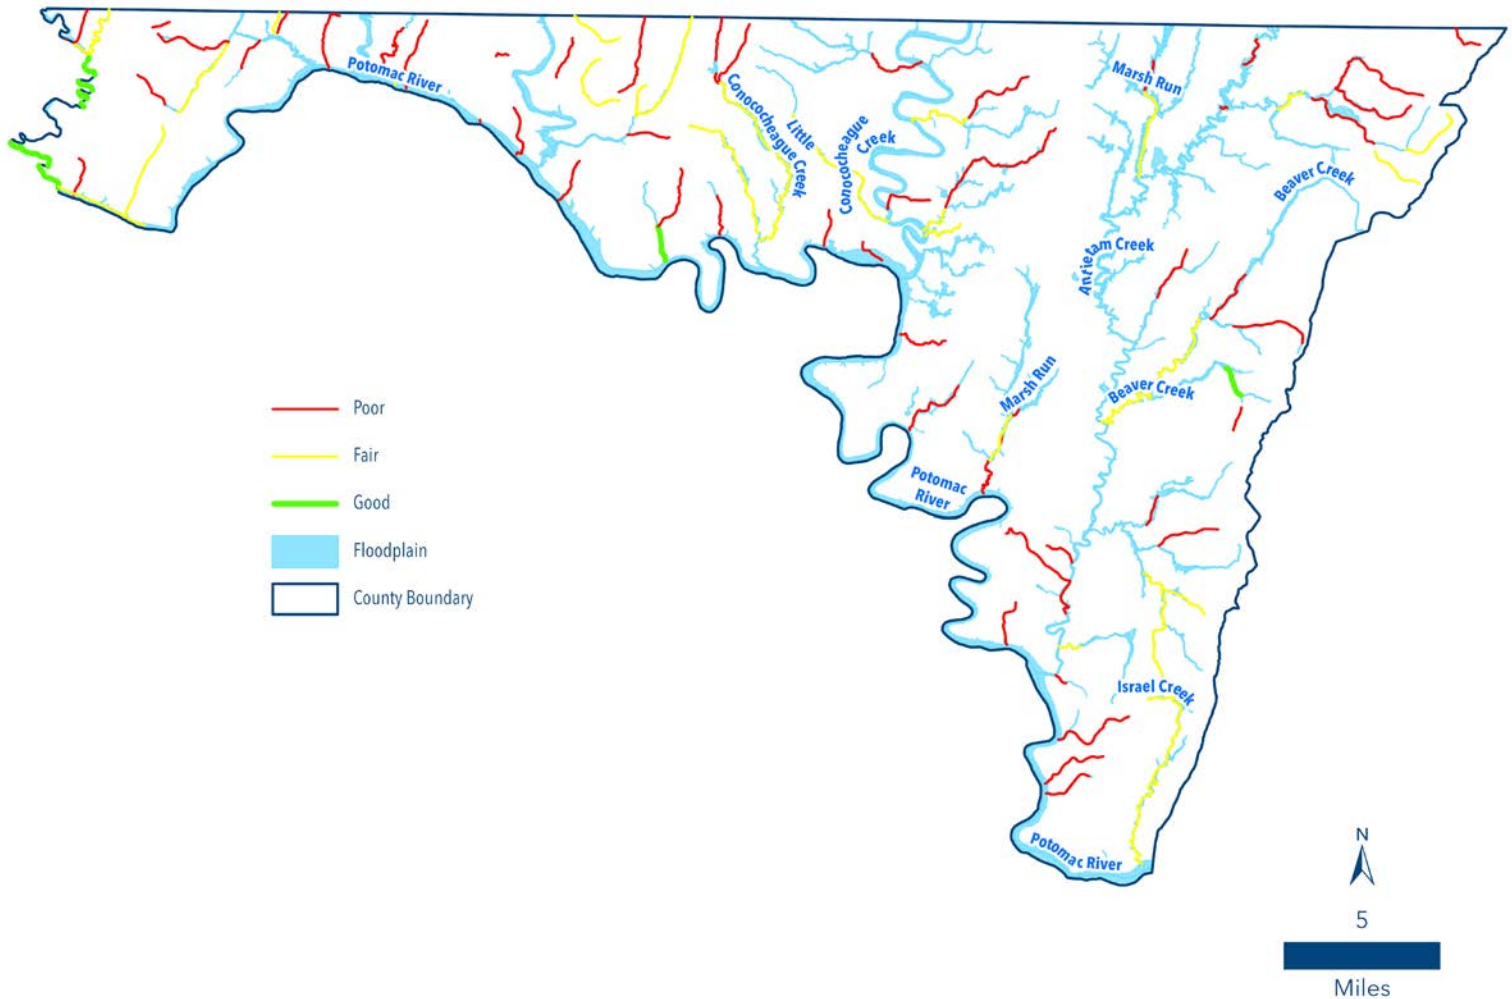 Potomac River
Conococheague Creek
Little
Conococheague
Creek
Marsh Run
Beaver Creek
Antietam Creek
Marsh Run
Beaver Creek
Potomac
River
Israel Creek
Potomac River
Poor
Fair
Good
Floodplain
County Boundary
N
5
Miles